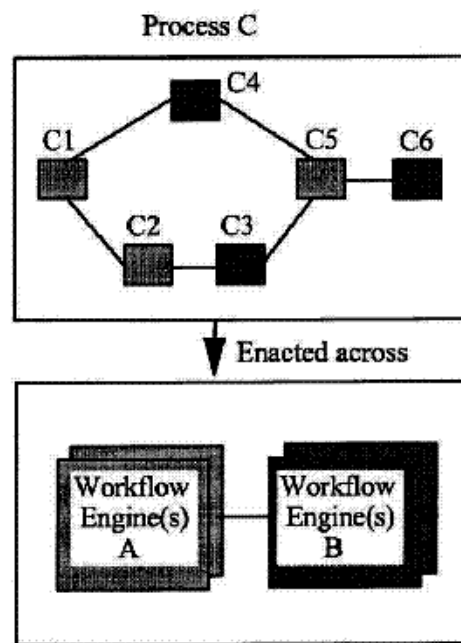 Process C
C4
C1
C5
C6
C2
C3
Enacted across
Workflow
Engine(s)
A
Workflow
Engine(s)
B